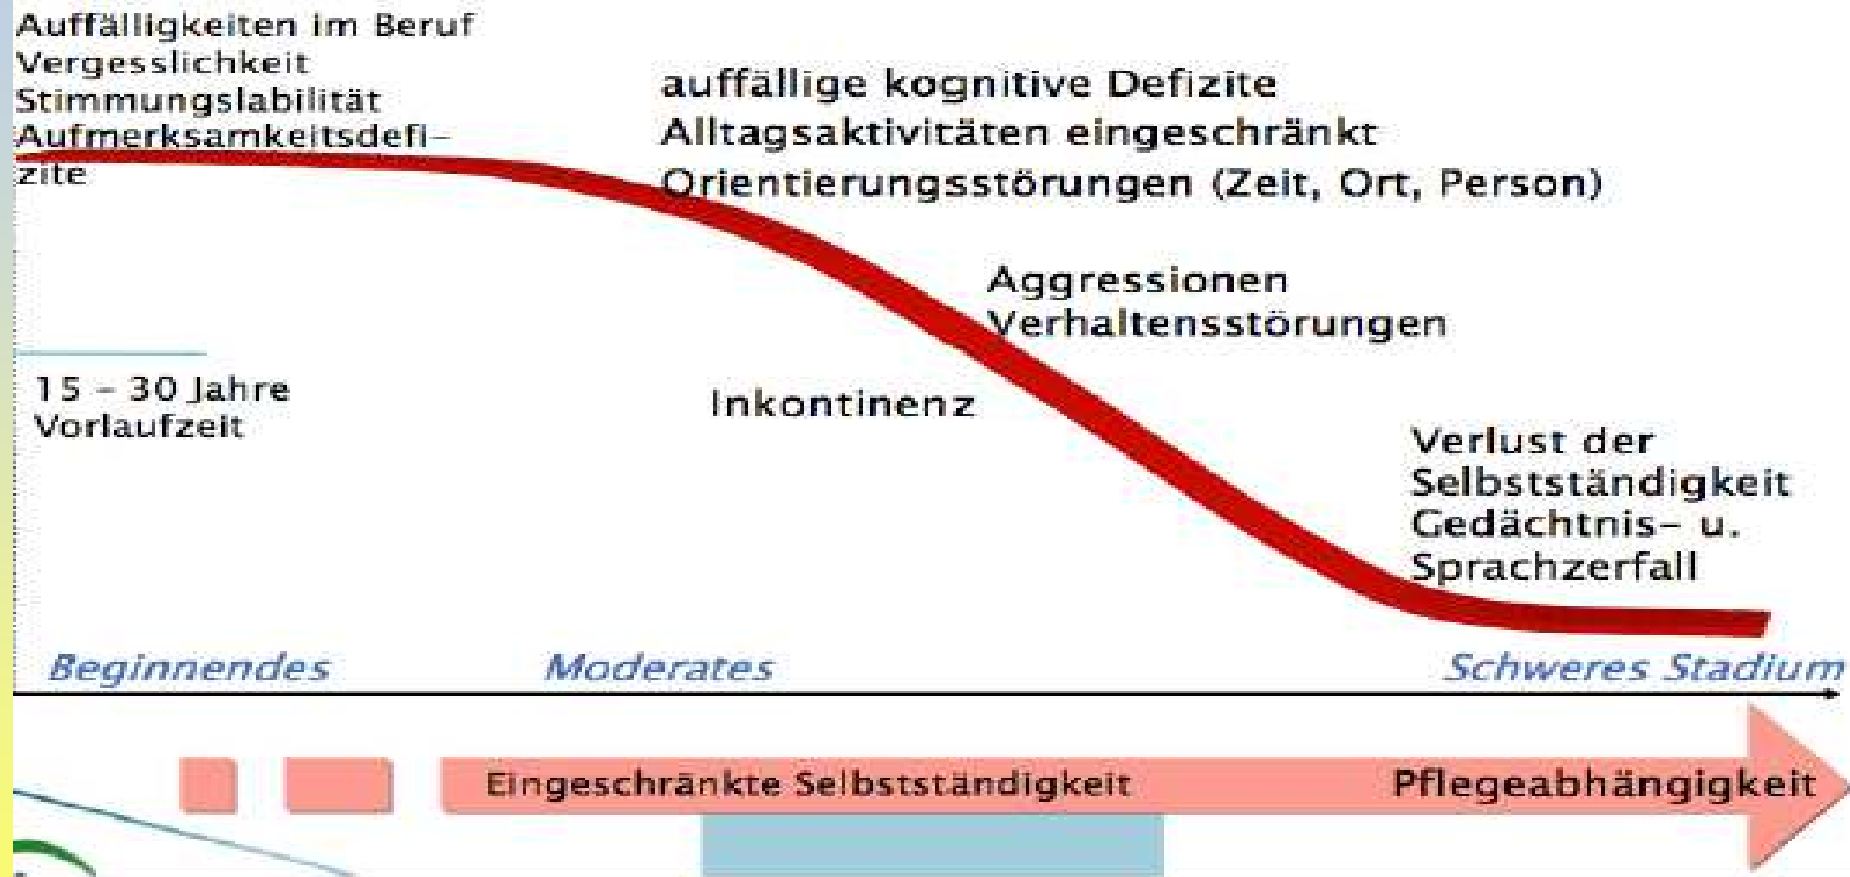 Auffälligkeiten im Beruf
Vergesslichkeit
Stimmungslabilität
Aufmerksamkeitsdefi-
zite
auffällige kognitive Defizite
Alltagsaktivitäten eingeschränkt
Orientierungsstörungen (Zeit, Ort, Person)
Aggressionen
Verhaltensstörungen
15 – 30 Jahre
Vorlaufzeit
Inkontinenz
Verlust der
Selbstständigkeit
Gedächtnis- u.
Sprachzerfall
Beginnendes
Moderates
Schweres Stadium
Eingeschränkte Selbstständigkeit
Pflegeabhängigkeit